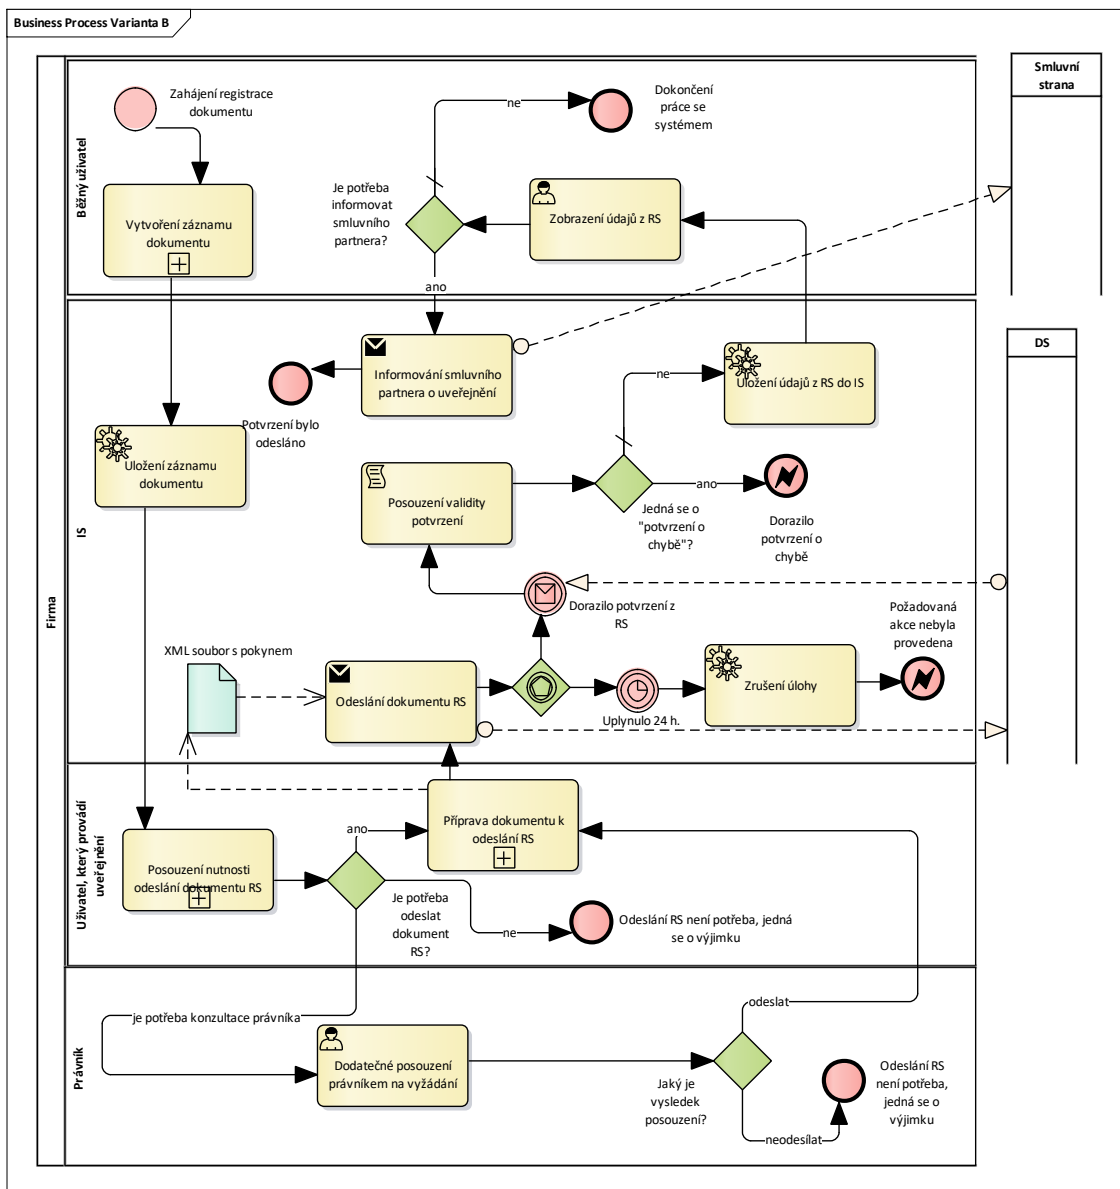 Business Process Varianta B
Firma
Běžný uživatel
Zahájení registrace
dokumentu
Vytvoření záznamu
dokumentu
Je potřeba
informovat
smluvního
partnera?
ne
Dokončení
práce se
systémem
Zobrazení údajů z RS
ano
Smluvní
strana
IS
Informování smluvního
partnera o uveřejnění
Potvrzení bylo
odesláno
ne
Uložení údajů z RS do IS
DS
Uložení záznamu
dokumentu
Posouzení validity
potvrzení
ano
Jedná se o
"potvrzení o
chybě"?
Dorazilo
potvrzení o
chybě
Dorazilo potvrzení z
RS
Požadovaná
akce nebyla
provedena
XML soubor s pokynem
Odeslání dokumentu RS
Uplynulo 24 h.
Zrušení úlohy
Uživatel, který provádí
uveřejnění
Posouzení nutnosti
odeslání dokumentu RS
ano
Příprava dokumentu k
odeslání RS
Je potřeba
odeslat
dokument
RS?
ne
Odeslání RS není potřeba, jedná
se o výjimku
Právník
je potřeba konzultace právníka
Dodatečné posouzení
právníkem na vyžádání
odeslat
Jaký je
vysledek
posouzení?
neodesílat
Odeslání RS
není potřeba,
jedná se o
výjimku